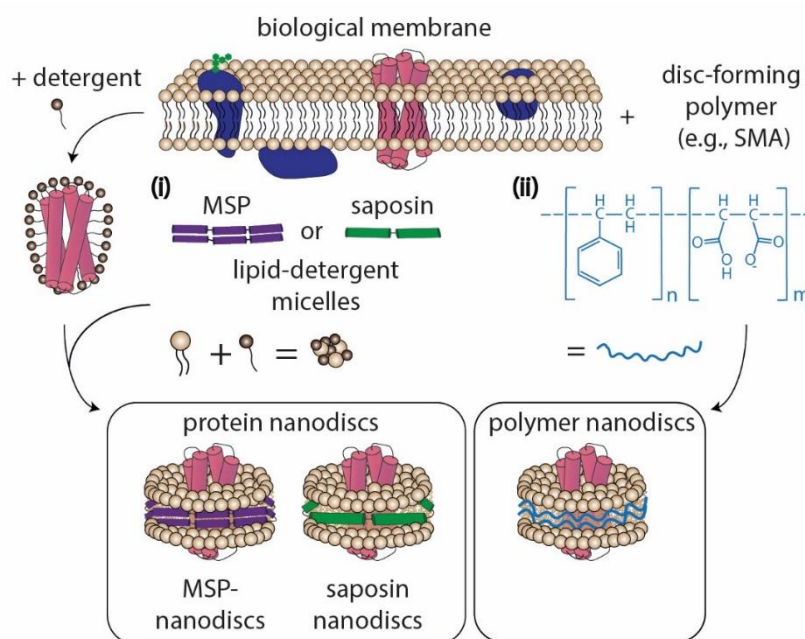 biological membrane
+ detergent
+
disc-forming
polymer
(e.g., SMA)
(i)
MSP
or
saposin
lipid-detergent
micelles
+
=
(ii)
H
C
H
C
H
H
C
H
C
O
O
H
O
O-
n
m
=
protein nanodiscs
MSP-
nanodiscs
saposin
nanodiscs
polymer nanodiscs